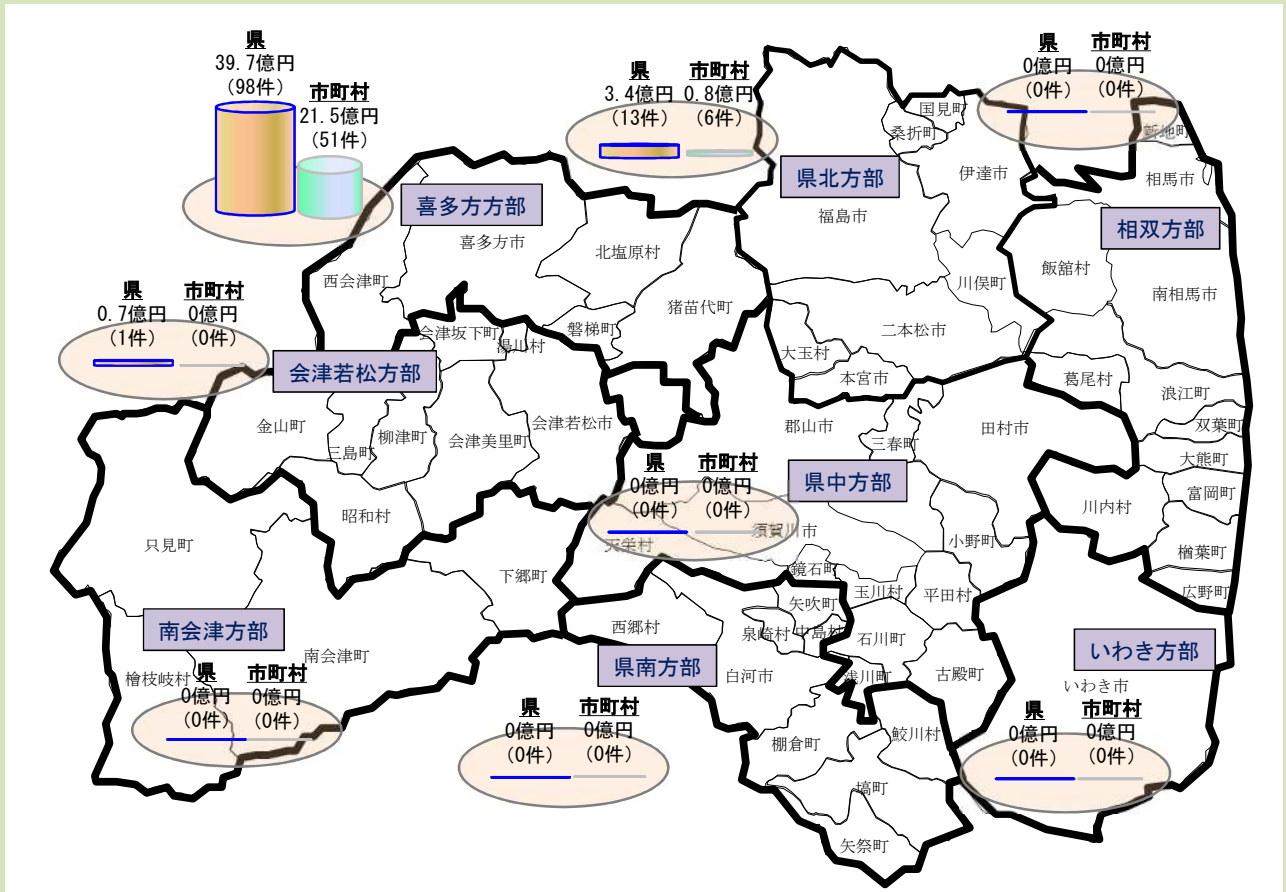 県
39.7億円
(98件)
市町村
21.5億円
(51件)
県
3.4億円
(13件)
市町村
0.8億円
(6件)
県
0億円
(0件)
市町村
0億円
(0件)
県
0.7億円
(1件)
市町村
0億円
(0件)
喜多方方部
県北方部
相双方部
会津若松方部
県中方部
南会津方部
県南方部
いわき方部
国見町
桑折町
伊達市
福島市
川俣町
二本松市
大玉村
本宮市
新地町
相馬市
飯舘村
南相馬市
葛尾村
浪江町
双葉町
大熊町
富岡町
川内村
楢葉町
広野町
喜多方市
北塩原村
西会津町
猪苗代町
磐梯町
会津坂下町
湯川村
金山町
三島町
柳津町
会津美里町
会津若松市
昭和村
只見町
下郷町
南会津町
檜枝岐村
郡山市
三春町
田村市
須賀川市
天栄村
鏡石町
小野町
玉川村
平田村
石川町
浅川町
古殿町
西郷村
矢吹町
泉崎村
中島村
白河市
棚倉町
鮫川村
塙町
矢祭町
いわき市
県
0億円
(0件)
市町村
0億円
(0件)
県
0億円
(0件)
市町村
0億円
(0件)
県
0億円
(0件)
市町村
0億円
(0件)
県
0億円
(0件)
市町村
0億円
(0件)